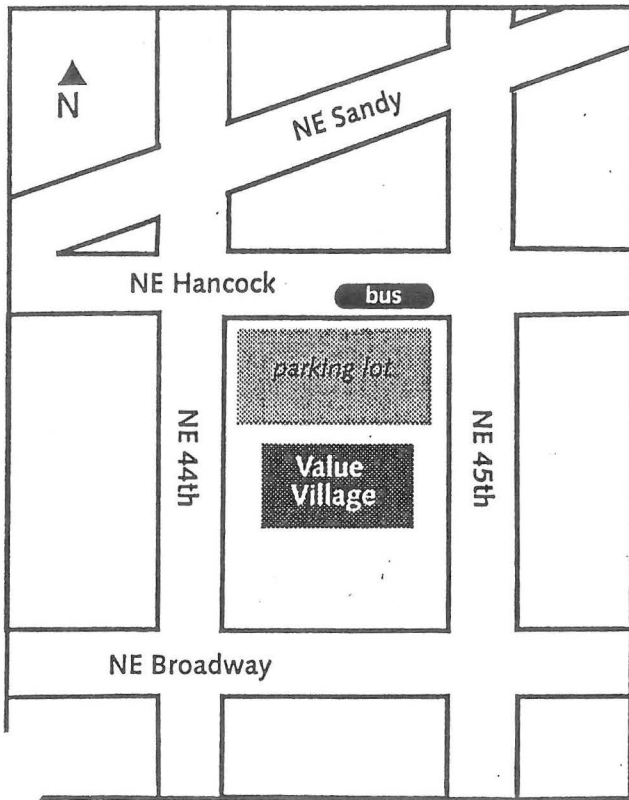 N
NE Sandy
NE Hancock
bus
parking lot
NE 44th
Value
Village
NE 45th
NE Broadway